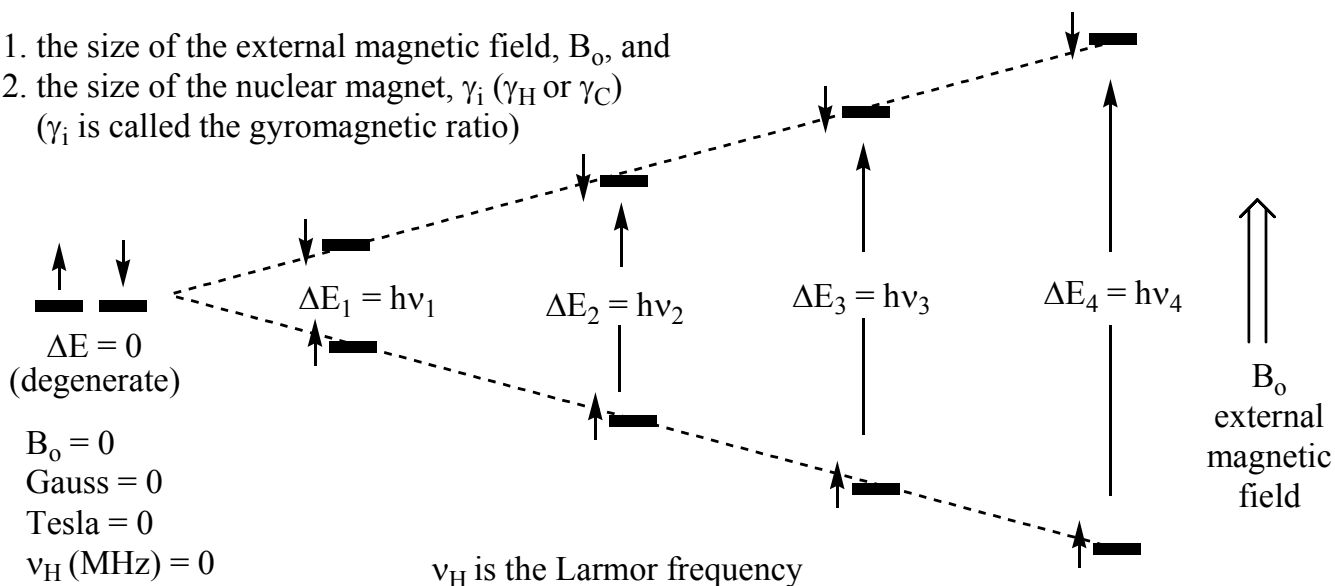 1. the size of the external magnetic field, Bₒ, and
2. the size of the nuclear magnet, γᵢ (γH or γC)
(γᵢ is called the gyromagnetic ratio)
ΔE = 0
(degenerate)
ΔE₁ = hν₁
ΔE₂ = hν₂
ΔE₃ = hν₃
ΔE₄ = hν₄
Bₒ
external
magnetic
field
Bₒ = 0
Gauss = 0
Tesla = 0
νH (MHz) = 0
νH is the Larmor frequency